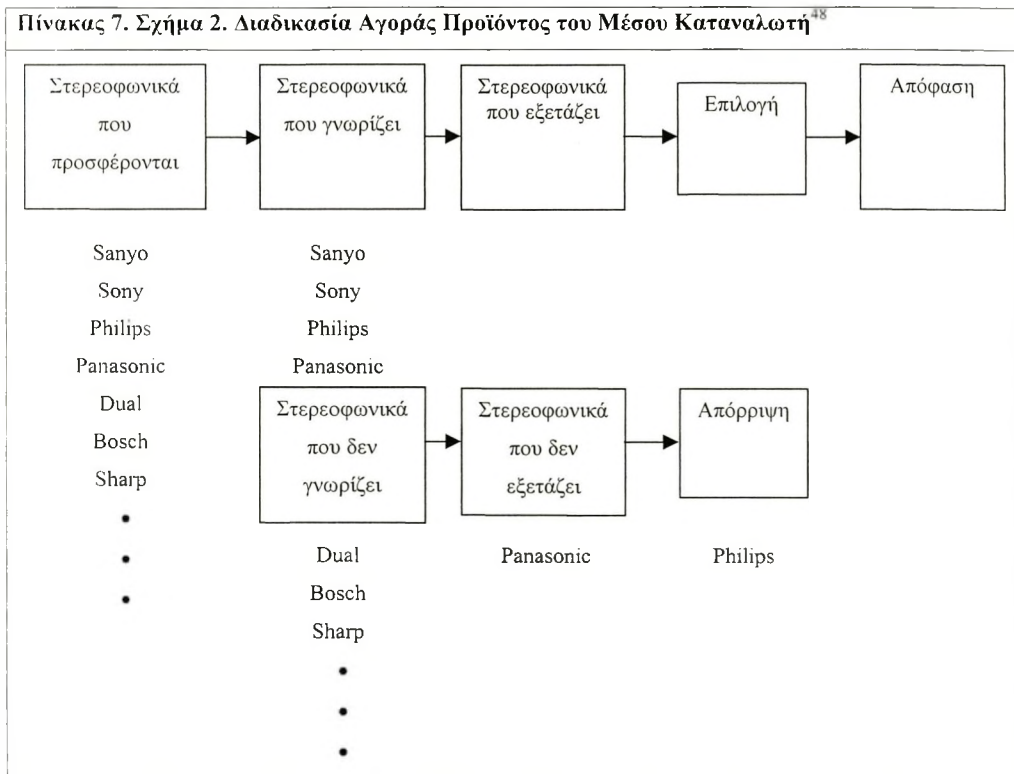 Πίνακας 7. Σχήμα 2. Διαδικασία Αγοράς Προϊόντος του Μέσου Καταναλωτή48
Στερεοφωνικά
που
προσφέρονται
Στερεοφωνικά
που γνωρίζει
Στερεοφωνικά
που εξετάζει
Επιλογή
Απόφαση
Sanyo
Sony
Philips
Panasonic
Dual
Bosch
Sharp
•
•
•
Sanyo
Sony
Philips
Panasonic
Στερεοφωνικά
που δεν
γνωρίζει
Στερεοφωνικά
που δεν
εξετάζει
Απόρριψη
Dual
Bosch
Sharp
•
•
•
Panasonic
Philips